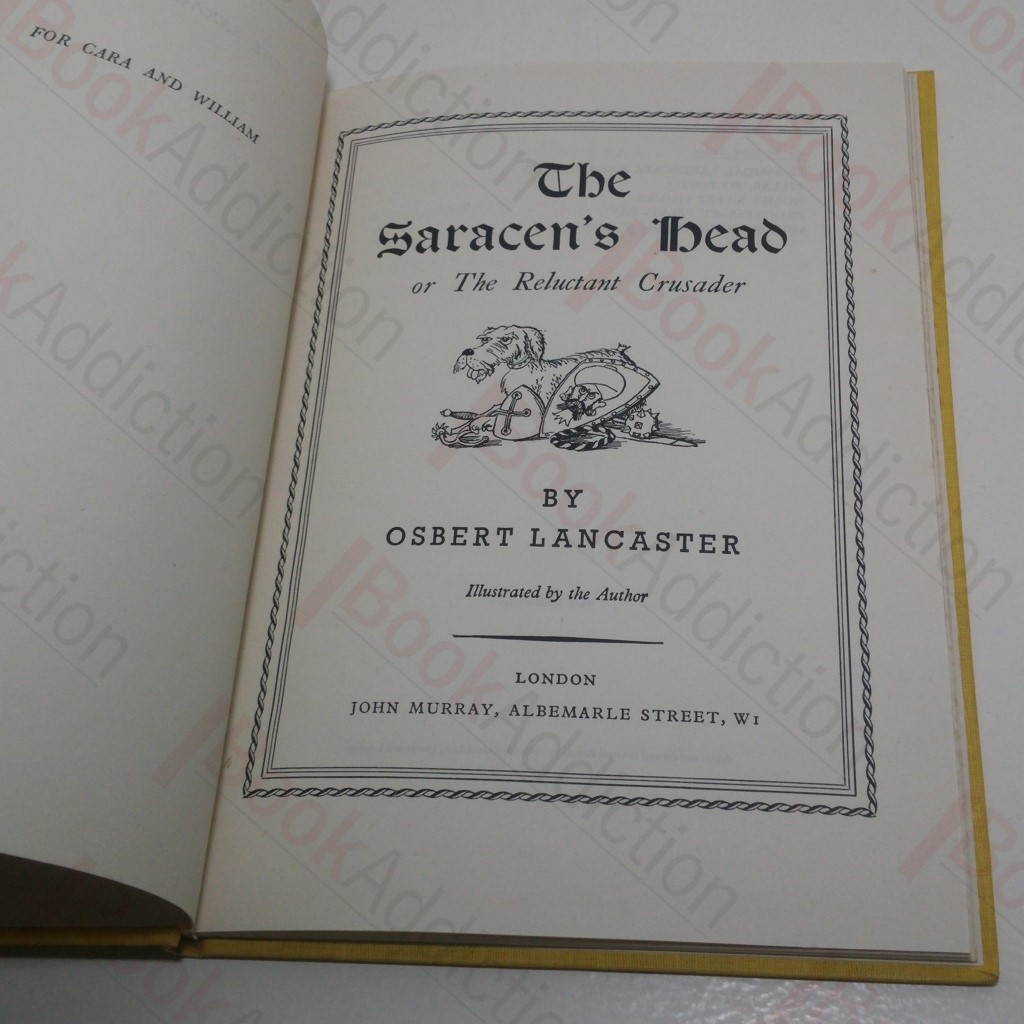 FOR CARA AND WILLIAM
The
Saracen's Head
or The Reluctant Crusader
BY
OSBERT LANCASTER
Illustrated by the Author
LONDON
JOHN MURRAY, ALBEMARLE STREET, W1
BookAddiction